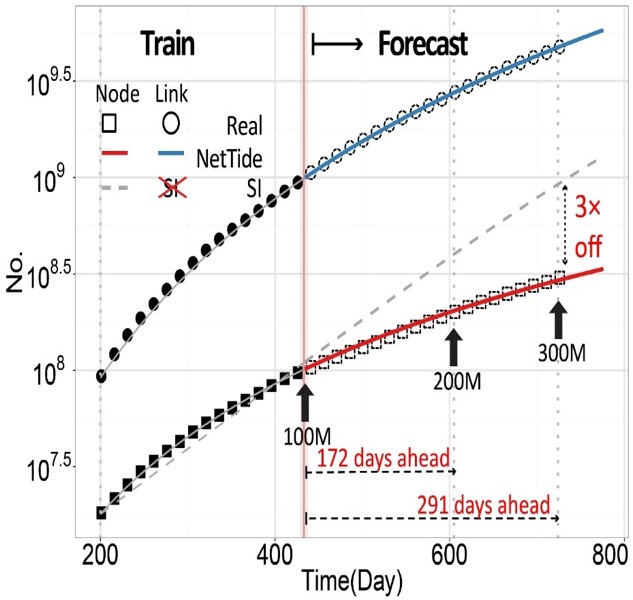 Train
Forecast
Node Link
Real
NetTide
SI SI
10^9.5
10^9
10^8.5
10^8
10^7.5
No.
3×
off
100M
200M
300M
172 days ahead
291 days ahead
200 400 600 800
Time(Day)